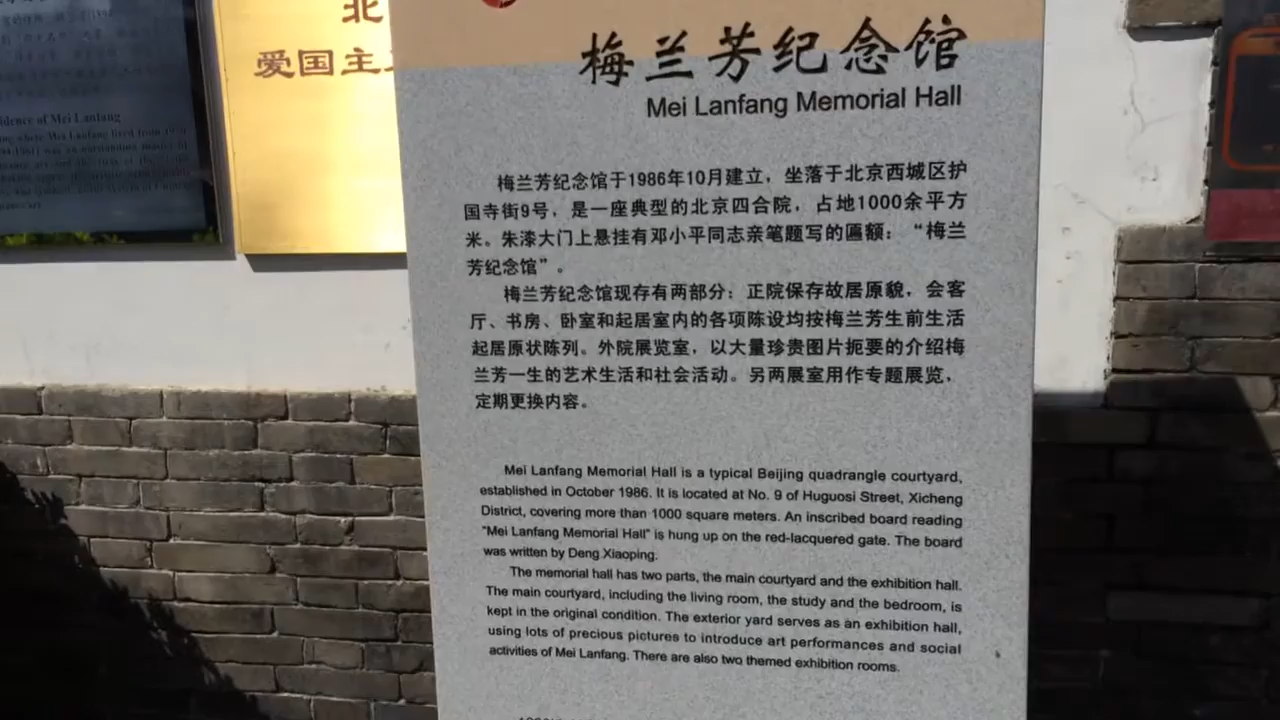 北
爱国主
idence of Mei Lanfang
梅兰芳纪念馆
Mei Lanfang Memorial Hall
梅兰芳纪念馆于1986年10月建立，坐落于北京西城区护
国寺街9号，是一座典型的北京四合院，占地1000余平方
米。朱漆大门上悬挂有邓小平同志亲笔题写的匾额：“梅兰
芳纪念馆”。
梅兰芳纪念馆现存有两部分；正院保存故居原貌，会客
厅、书房、卧室和起居室内的各项陈设均按梅兰芳生前生活
起居原状陈列。外院展览室，以大量珍贵图片扼要的介绍梅
兰芳一生的艺术生活和社会活动。另两展室用作专题展览，
定期更换内容。
Mei Lanfang Memorial Hall is a typical Beijing quadrangle courtyard,
established in October 1986. It is located at No. 9 of Huguosi Street, Xicheng
District, covering more than 1000 square meters. An inscribed board reading
"Mei Lanfang Memorial Hall" is hung up on the red-lacquered gate. The board
was written by Deng Xiaoping.
The memorial hall has two parts, the main courtyard and the exhibition hall.
The main courtyard, including the living room, the study and the bedroom, is
kept in the original condition. The exterior yard serves as an exhibition hall,
using lots of precious pictures to introduce art performances and social
activities of Mei Lanfang. There are also two themed exhibition rooms.